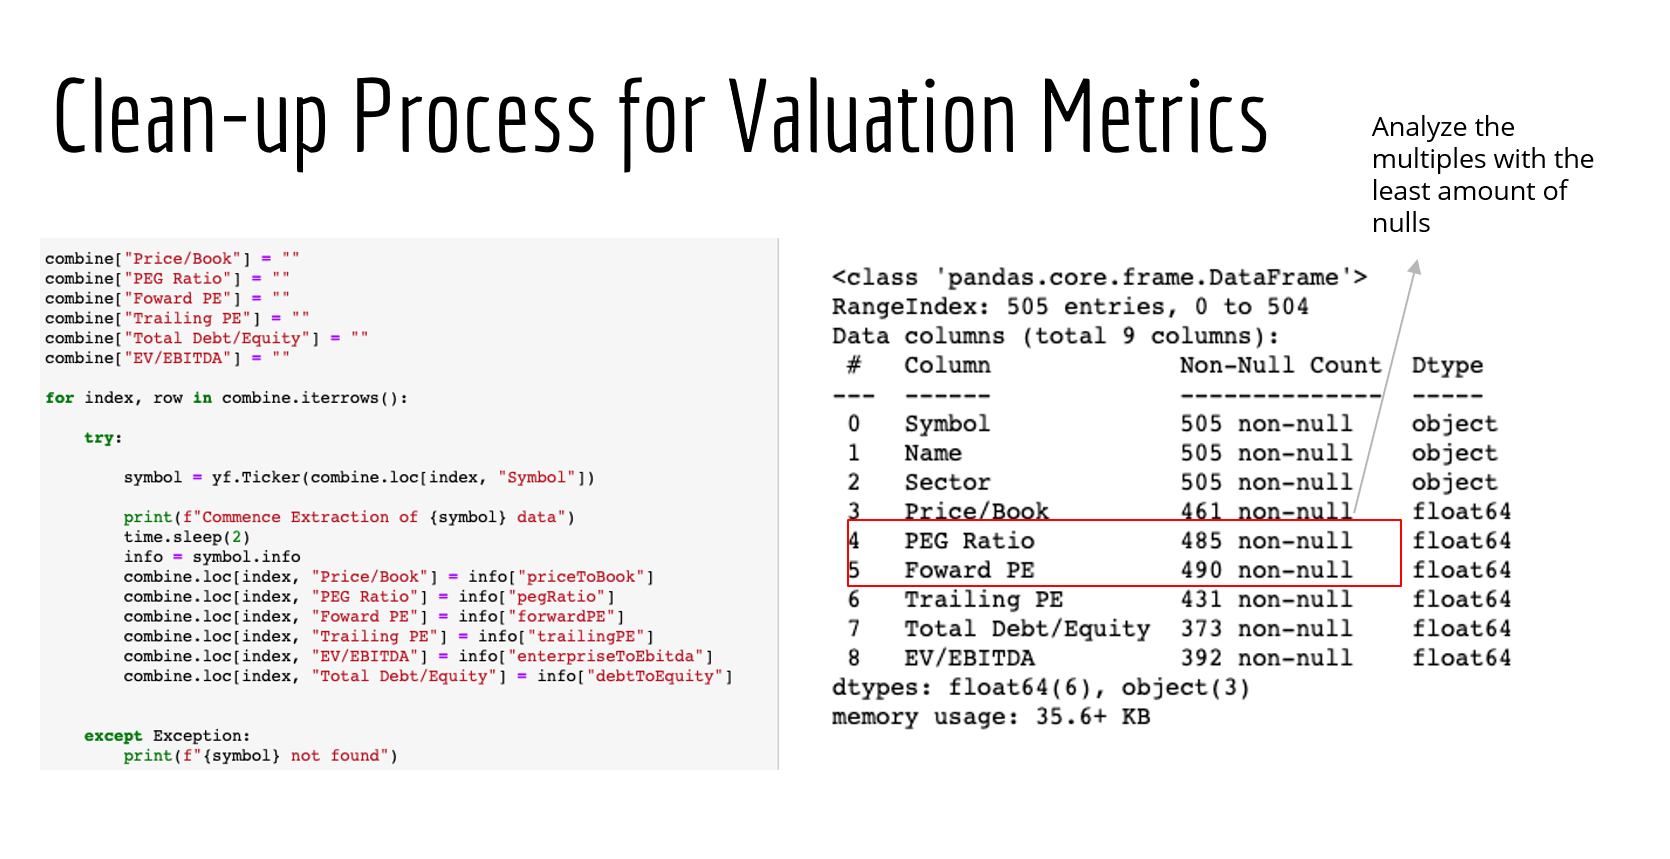 Clean-up Process for Valuation Metrics
Analyze the
multiples with the
least amount of
nulls
combine["Price/Book"] = ""
combine["PEG Ratio"] = ""
combine["Foward PE"] = ""
combine["Trailing PE"] = ""
combine["Total Debt/Equity"] = ""
combine["EV/EBITDA"] = ""
for index, row in combine.iterrows():
try:
symbol = yf.Ticker(combine.loc[index, "Symbol"])
print(f"Commence Extraction of {symbol} data")
time.sleep(2)
info = symbol.info
combine.loc[index, "Price/Book"] = info["priceToBook"]
combine.loc[index, "PEG Ratio"] = info["pegRatio"]
combine.loc[index, "Foward PE"] = info["forwardPE"]
combine.loc[index, "Trailing PE"] = info["trailingPE"]
combine.loc[index, "EV/EBITDA"] = info["enterpriseToEbitda"]
combine.loc[index, "Total Debt/Equity"] = info["debtToEquity"]
except Exception:
print(f"{symbol} not found")
<class 'pandas.core.frame.DataFrame'>
RangeIndex: 505 entries, 0 to 504
Data columns (total 9 columns):
# Column Non-Null Count Dtype
--- ------ -------------- -----
0 Symbol 505 non-null object
1 Name 505 non-null object
2 Sector 505 non-null object
3 Price/Book 461 non-null float64
4 PEG Ratio 485 non-null float64
5 Foward PE 490 non-null float64
6 Trailing PE 431 non-null float64
7 Total Debt/Equity 373 non-null float64
8 EV/EBITDA 392 non-null float64
dtypes: float64(6), object(3)
memory usage: 35.6+ KB